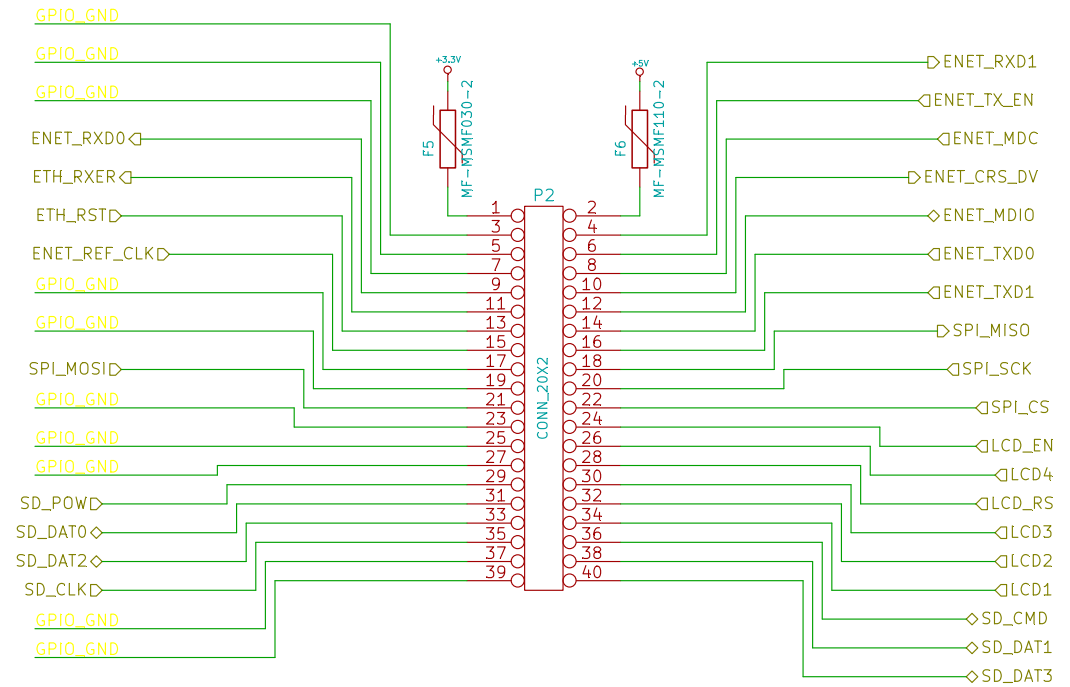 GPIO_GND
GPIO_GND
GPIO_GND
ENET_RXD0
ETH_RXER
ETH_RST
ENET_REF_CLK
GPIO_GND
GPIO_GND
SPI_MOSI
GPIO_GND
GPIO_GND
GPIO_GND
SD_POW
SD_DAT0
SD_DAT2
SD_CLK
GPIO_GND
GPIO_GND
+3.3V
F5
MF-MSMF030-2
+5V
F6
MF-MSMF110-2
P2
CONN_20X2
1 2
3 4
5 6
7 8
9 10
11 12
13 14
15 16
17 18
19 20
21 22
23 24
25 26
27 28
29 30
31 32
33 34
35 36
37 38
39 40
ENET_RXD1
ENET_TX_EN
ENET_MDC
ENET_CRS_DV
ENET_MDIO
ENET_TXD0
ENET_TXD1
SPI_MISO
SPI_SCK
SPI_CS
LCD_EN
LCD4
LCD_RS
LCD3
LCD2
LCD1
SD_CMD
SD_DAT1
SD_DAT3